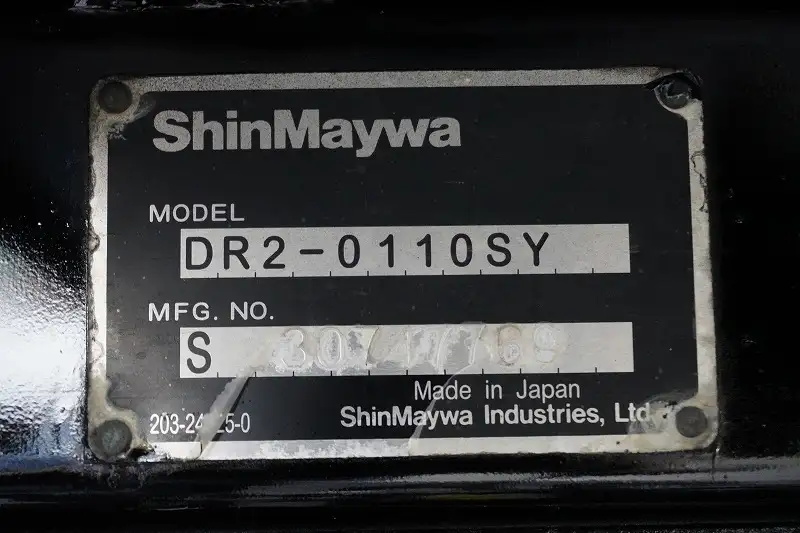 ShinMaywa
MODEL
DR2-0110SY
MFG. NO.
S
Made in Japan
ShinMaywa Industries, Ltd